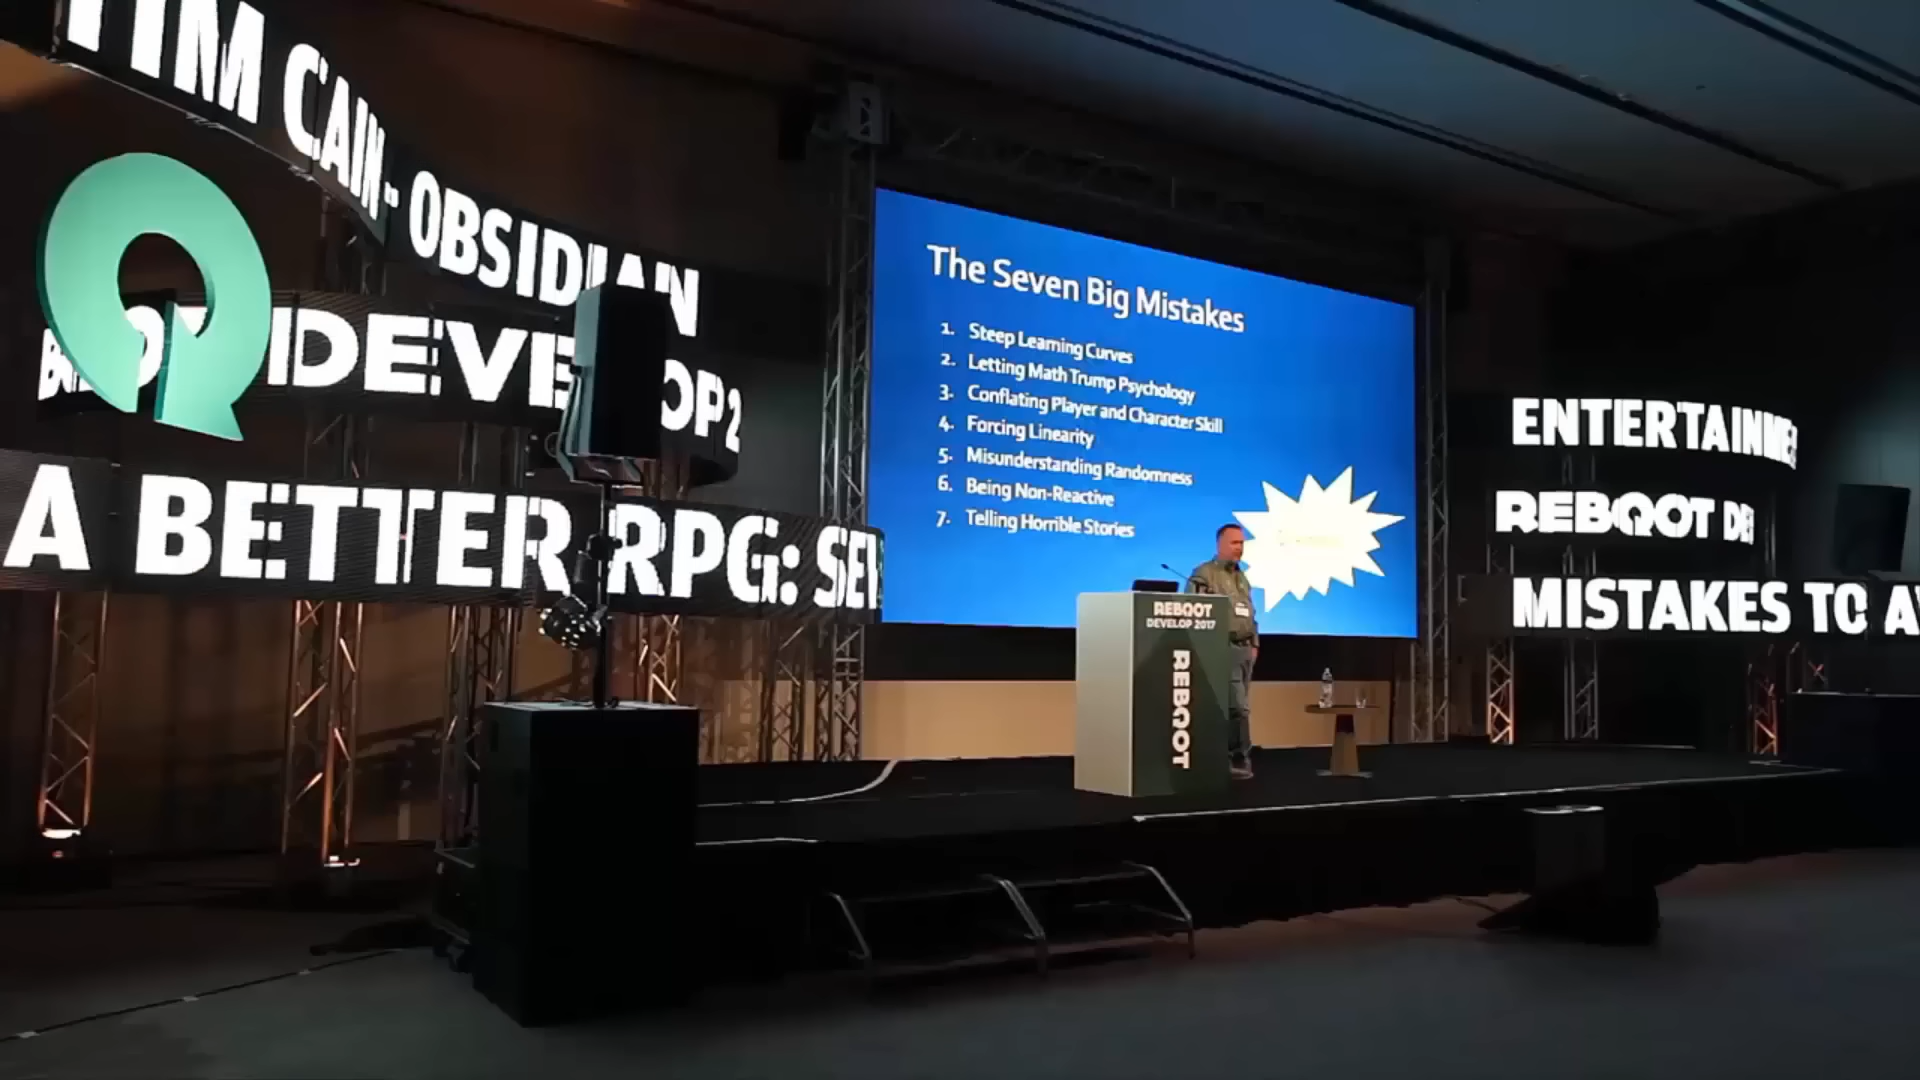 TIM CAIN - OBSIDIAN
DEVE OP 2
A BETTER RPG: SEV
The Seven Big Mistakes
1. Steep Learning Curves
2. Letting Math Trump Psychology
3. Conflating Player and Character Skill
4. Forcing Linearity
5. Misunderstanding Randomness
6. Being Non-Reactive
7. Telling Horrible Stories
REBOOT
DEVELOP 2017
REBOOT
ENTERTAINME
REBOOT DE
MISTAKES TO A